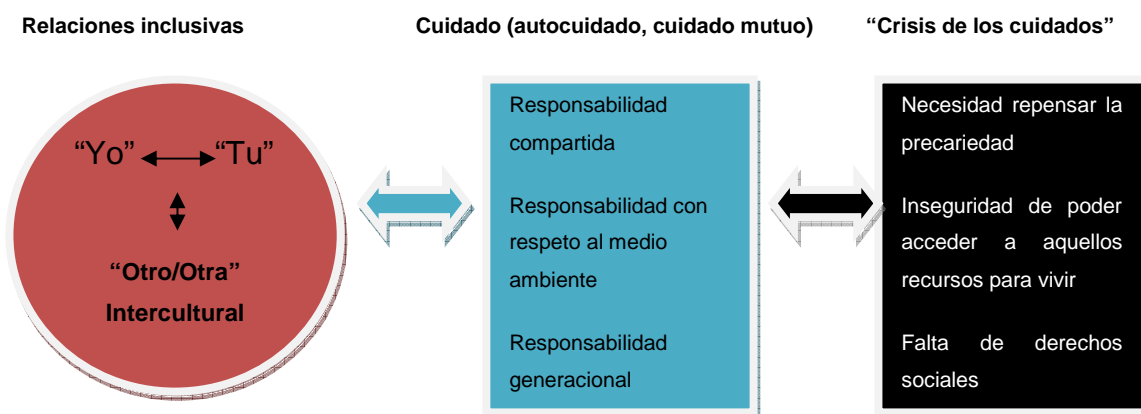 Relaciones inclusivas
Cuidado (autocuidado, cuidado mutuo)
“Crisis de los cuidados”
“Yo” “Tu”
“Otro/Otra”
Intercultural
Responsabilidad
compartida
Responsabilidad con
respeto al medio
ambiente
Responsabilidad
generacional
Necesidad repensar la
precariedad
Inseguridad de poder
acceder a aquellos
recursos para vivir
Falta de derechos
sociales